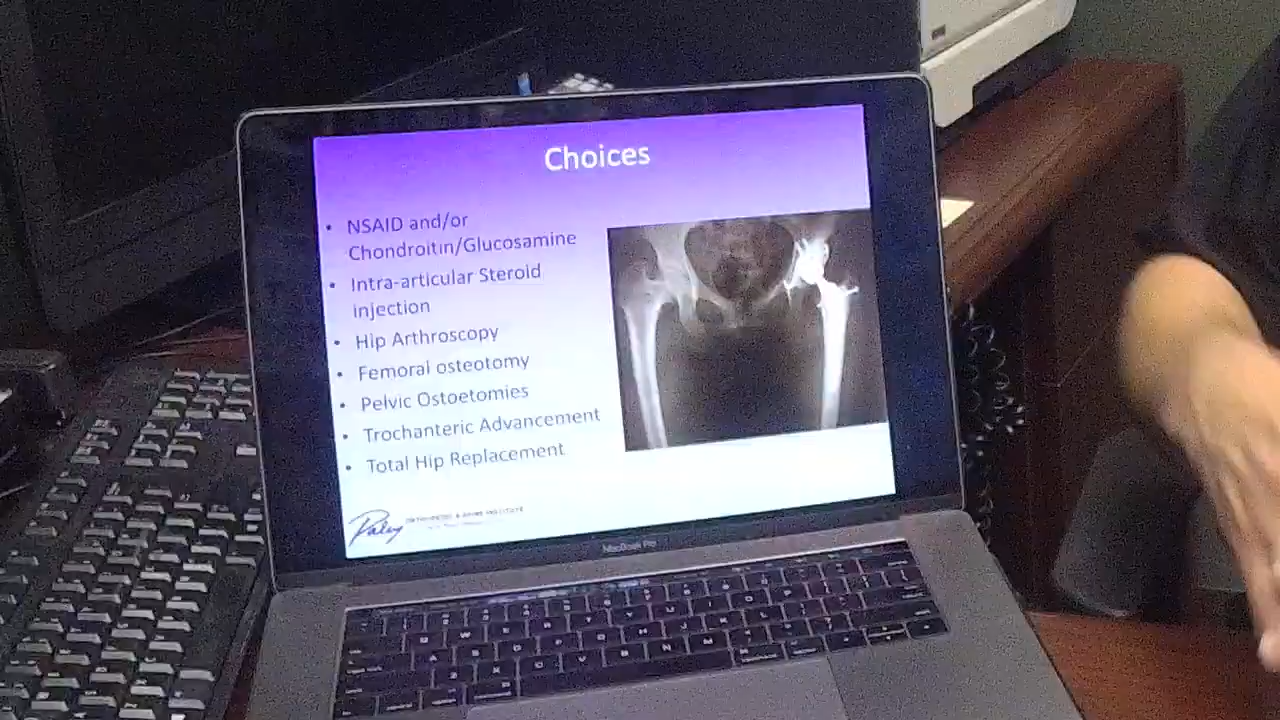 Choices
• NSAID and/or
Chondroitin/Glucosamine
• Intra-articular Steroid
injection
• Hip Arthroscopy
• Femoral osteotomy
• Pelvic Ostoetomies
• Trochanteric Advancement
• Total Hip Replacement
Paley
MacBook Pro